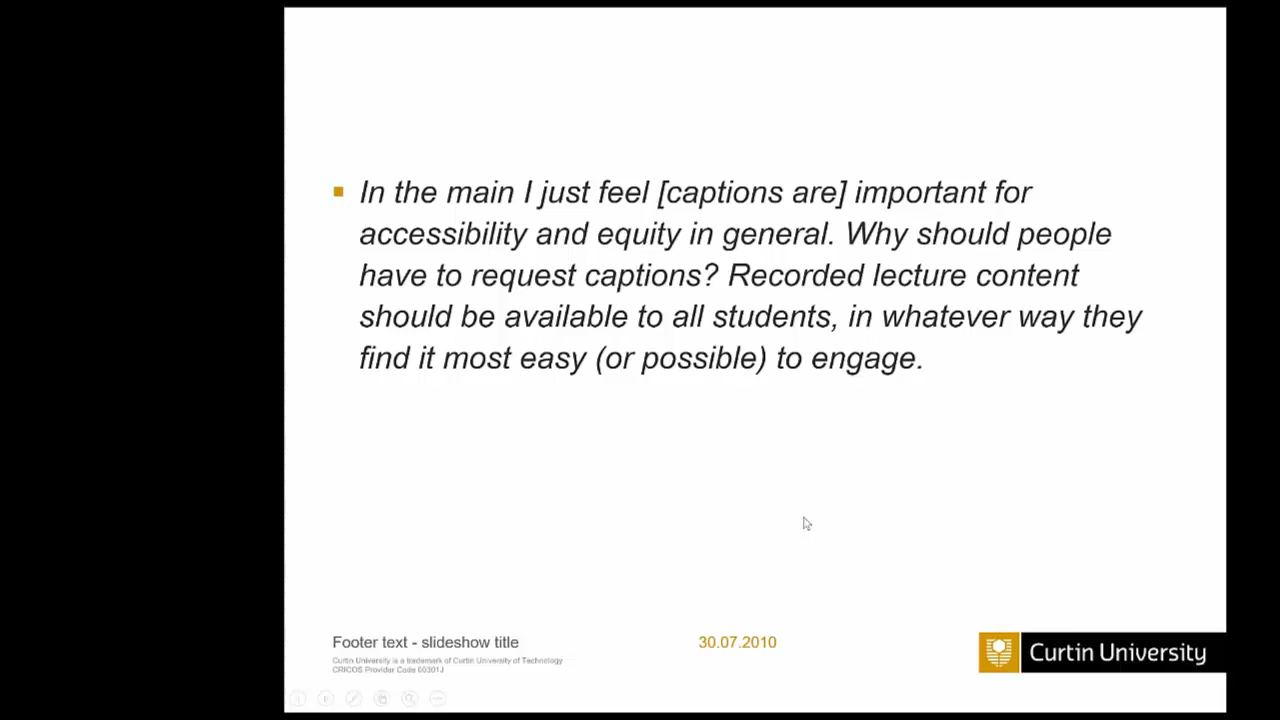 In the main I just feel [captions are] important for
accessibility and equity in general. Why should people
have to request captions? Recorded lecture content
should be available to all students, in whatever way they
find it most easy (or possible) to engage.
Footer text - slideshow title
30.07.2010
Curtin University is a trademark of Curtin University of Technology
CRICOS Provider Code 00301J
Curtin University